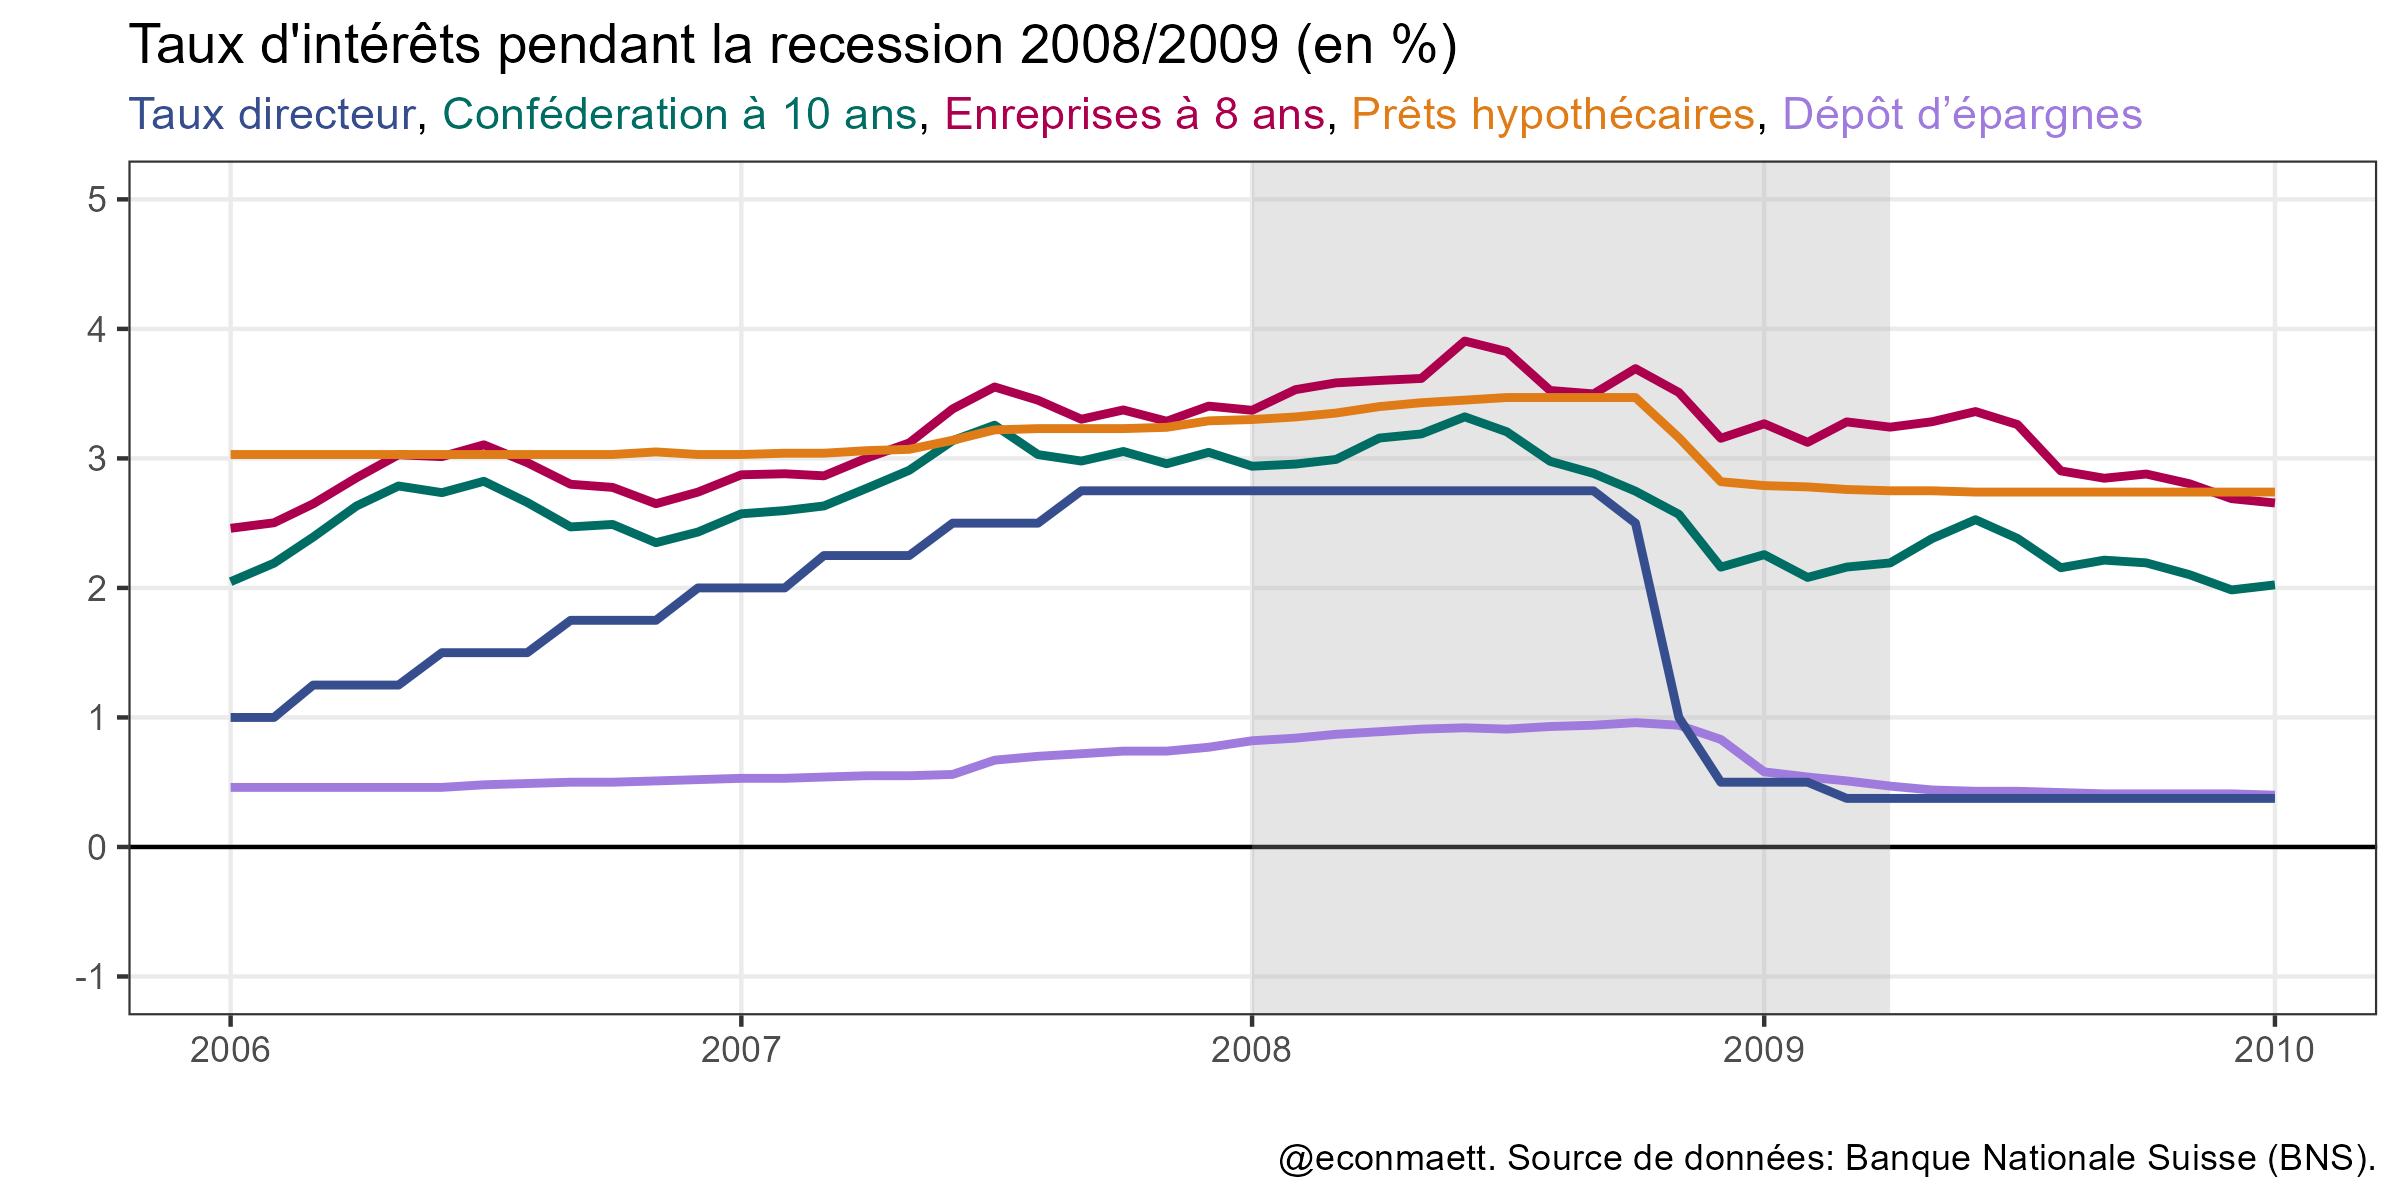 Taux d'intérêts pendant la recession 2008/2009 (en %)
Taux directeur, Conféderation à 10 ans, Enreprises à 8 ans, Prêts hypothécaires, Dépôt d’épargnes
5
4
3
2
1
0
-1
2006 2007 2008 2009 2010
@econmaett. Source de données: Banque Nationale Suisse (BNS).